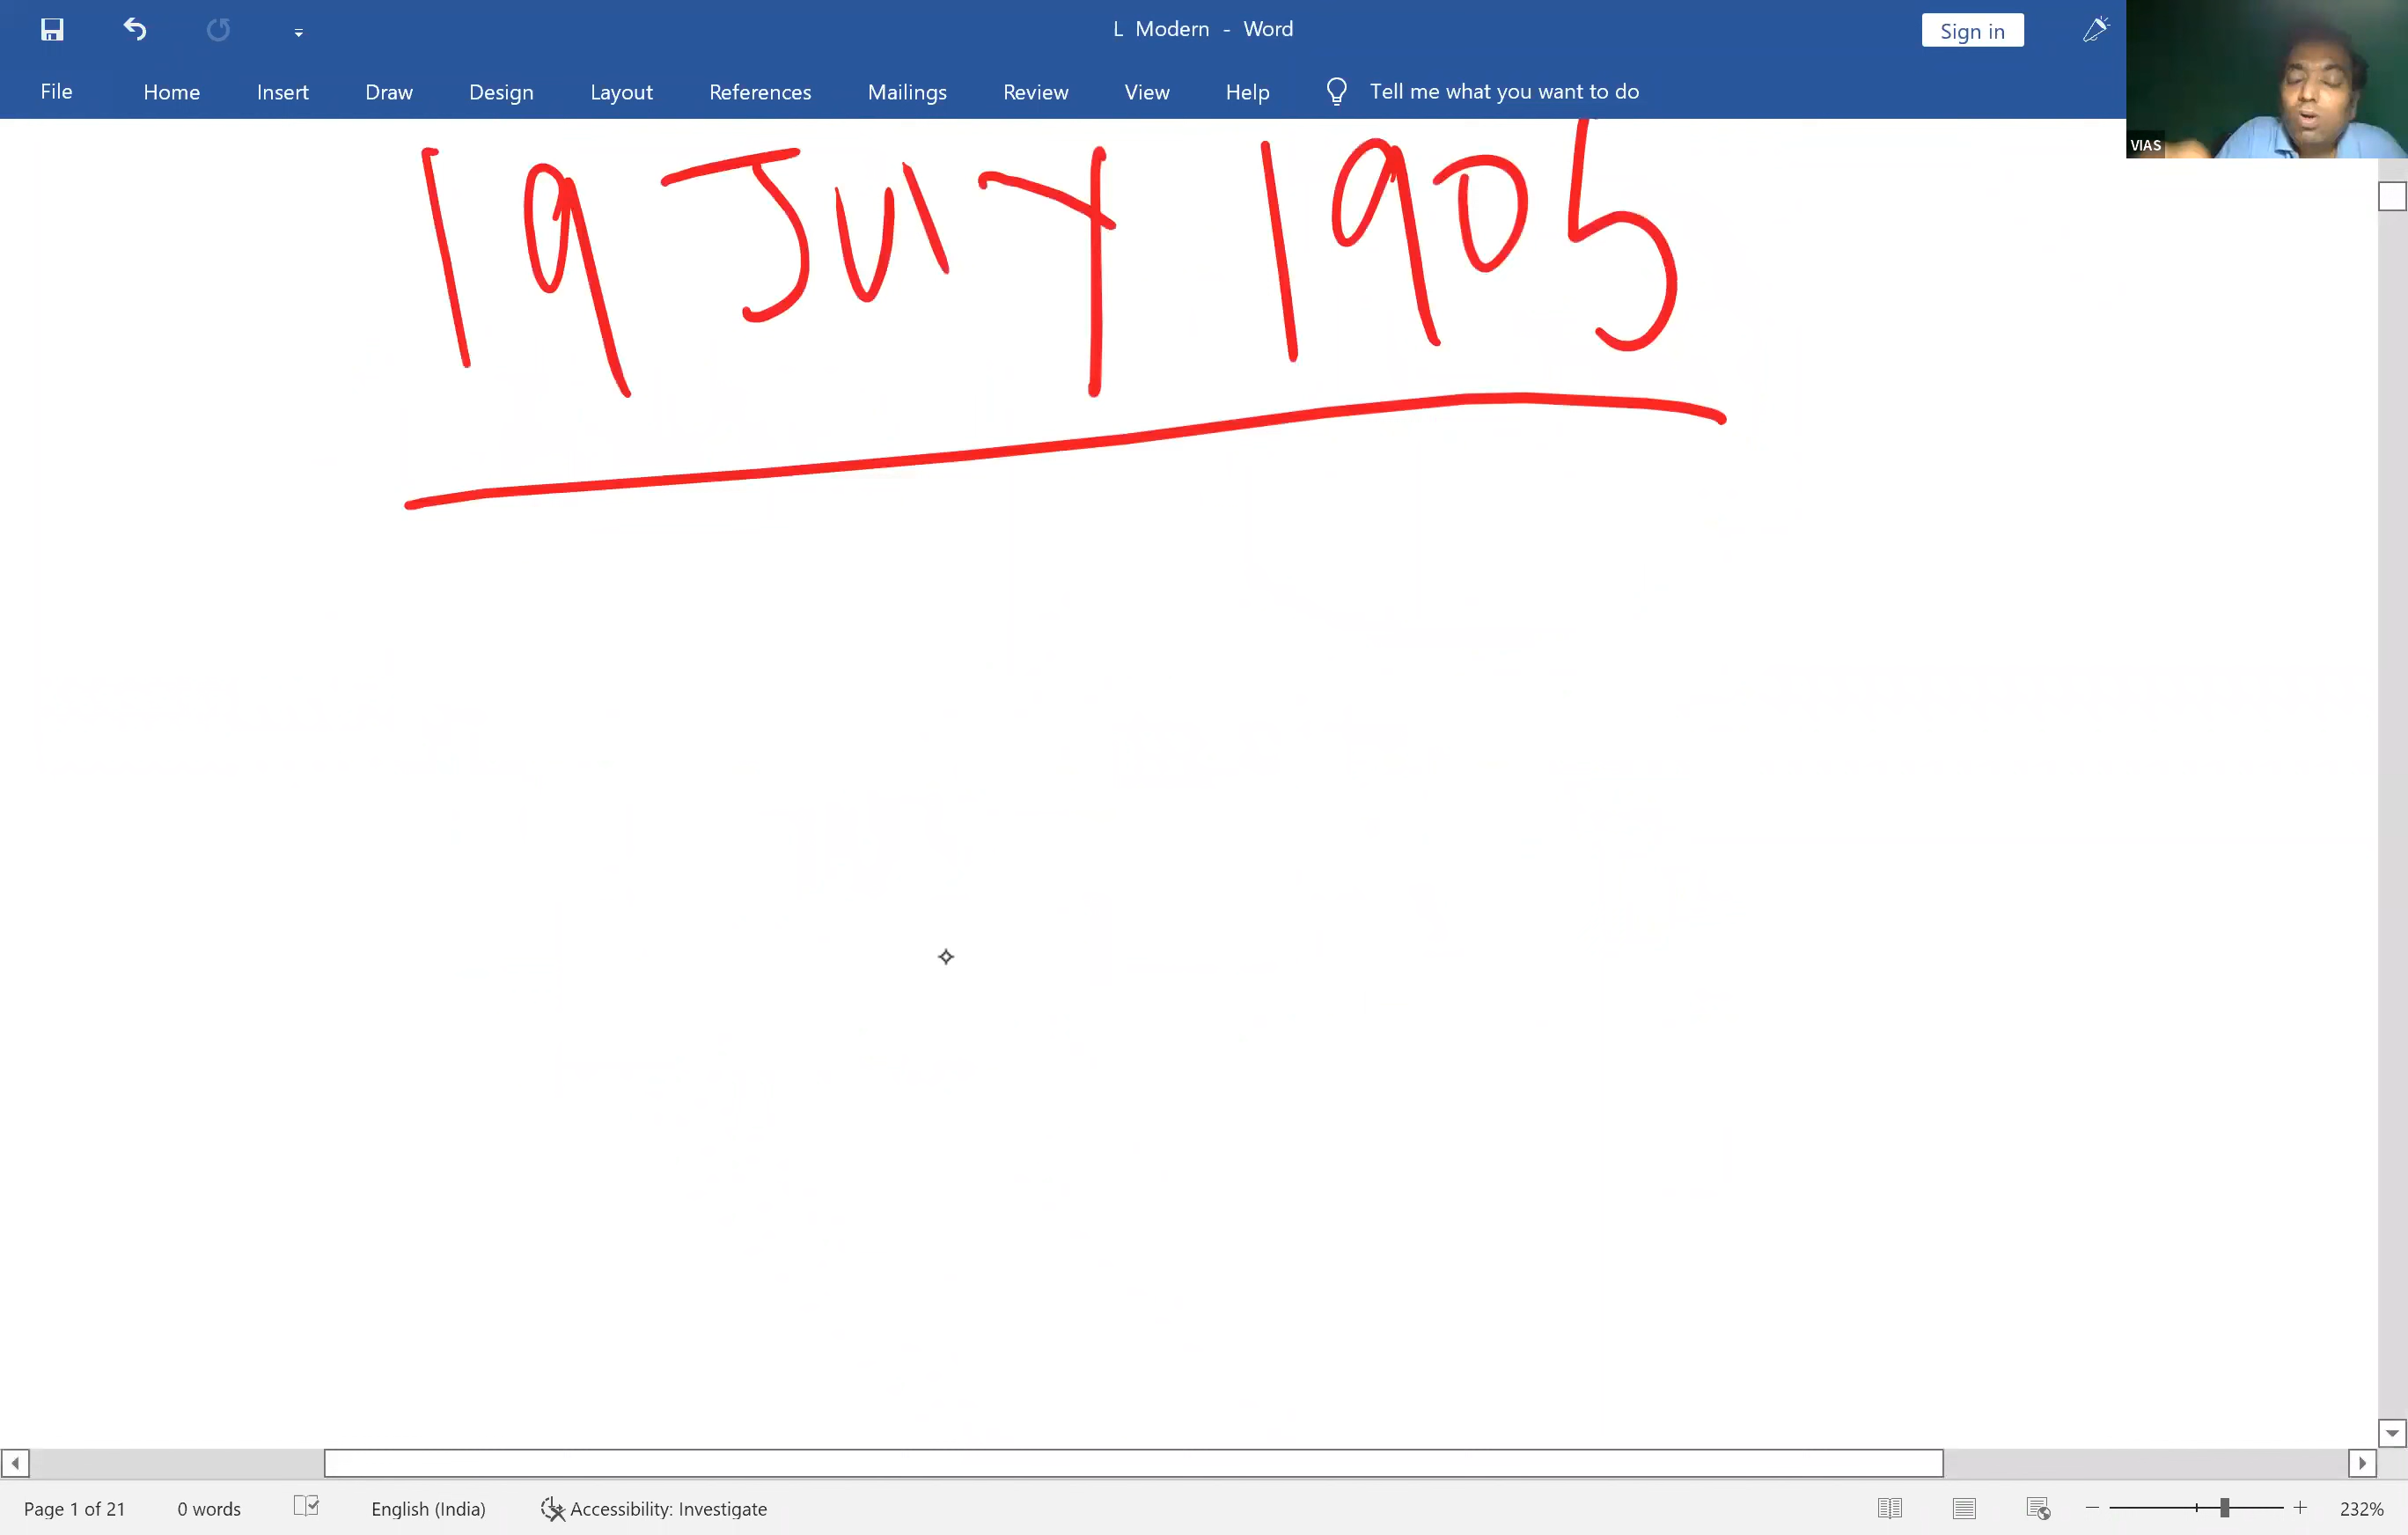 L Modern - Word
Sign in
File Home Insert Draw Design Layout References Mailings Review View Help Tell me what you want to do
VIAS
19 JUlY 1905
Page 1 of 21 0 words English (India) Accessibility: Investigate 232%